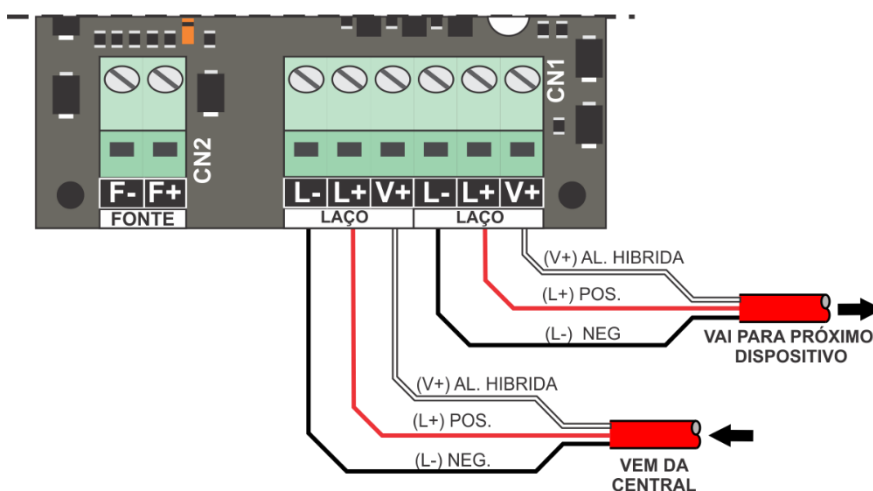 CN2
CN1
F- F+
FONTE
L- L+ V+ L- L+ V+
LAÇO LAÇO
(V+) AL. HIBRIDA
(L+) POS.
(L-) NEG
VAI PARA PRÓXIMO
DISPOSITIVO
(V+) AL. HIBRIDA
(L+) POS.
(L-) NEG.
VEM DA
CENTRAL